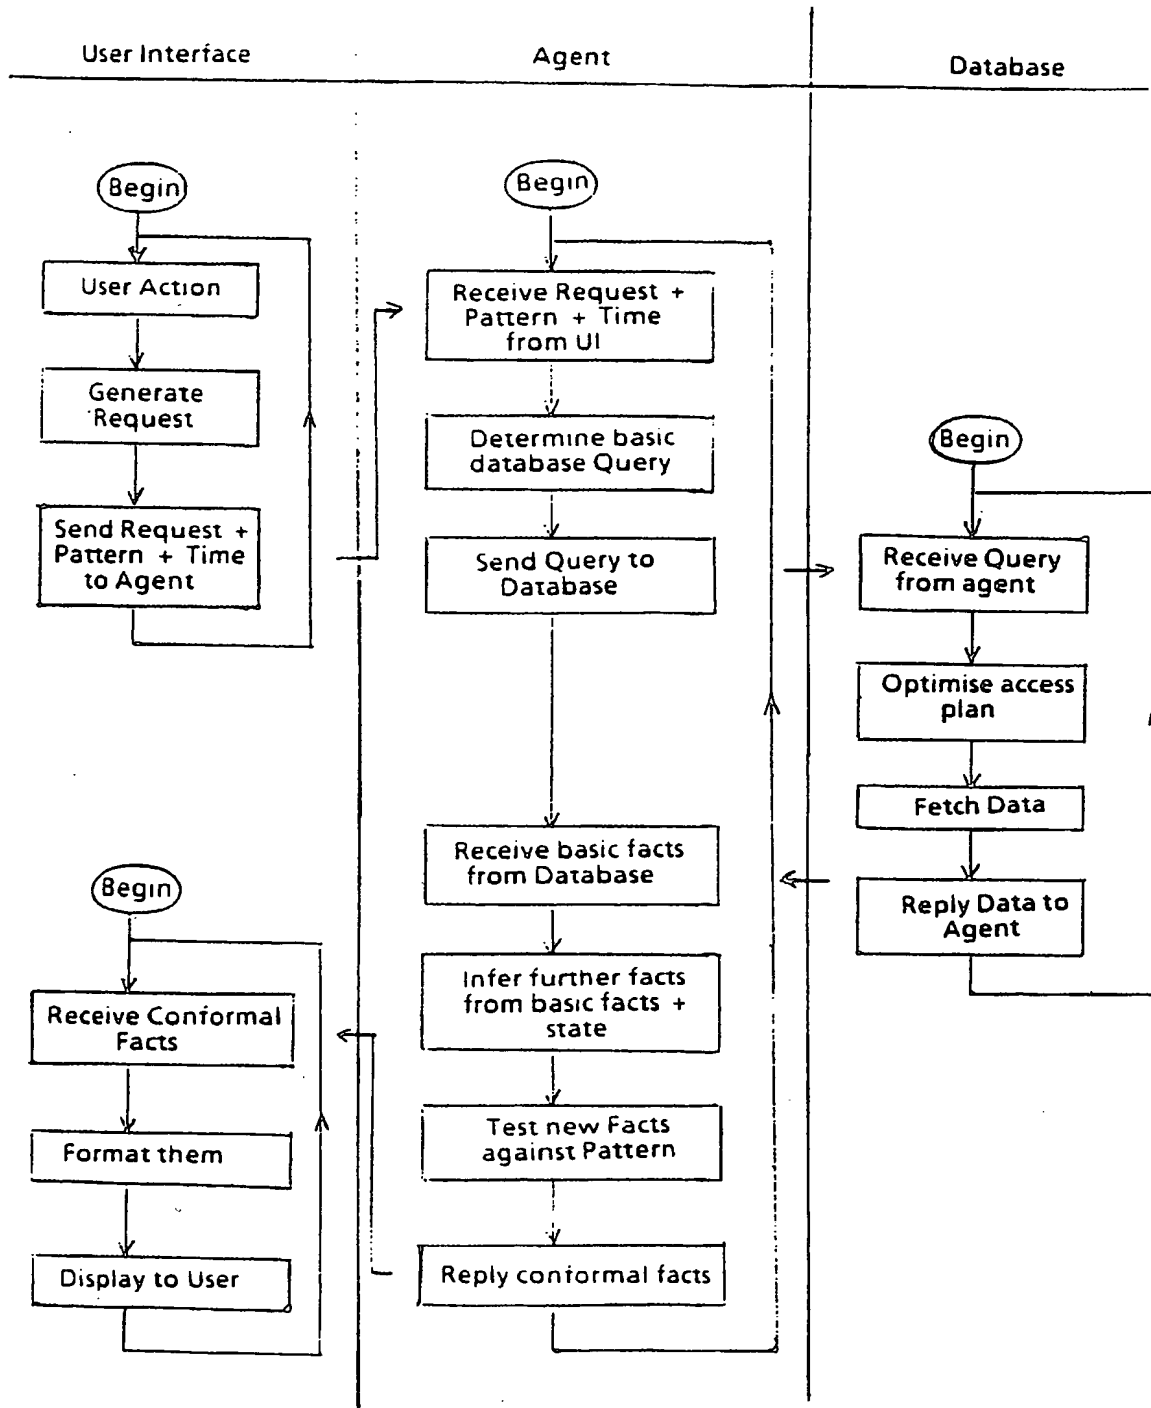 User Interface
Agent
Database
Begin
User Action
Generate
Request
Send Request +
Pattern + Time
to Agent
Begin
Receive Conformal
Facts
Format them
Display to User
Begin
Receive Request +
Pattern + Time
from UI
Determine basic
database Query
Send Query to
Database
Receive basic facts
from Database
Infer further facts
from basic facts +
state
Test new Facts
against Pattern
Reply conformal facts
Begin
Receive Query
from agent
Optimise access
plan
Fetch Data
Reply Data to
Agent